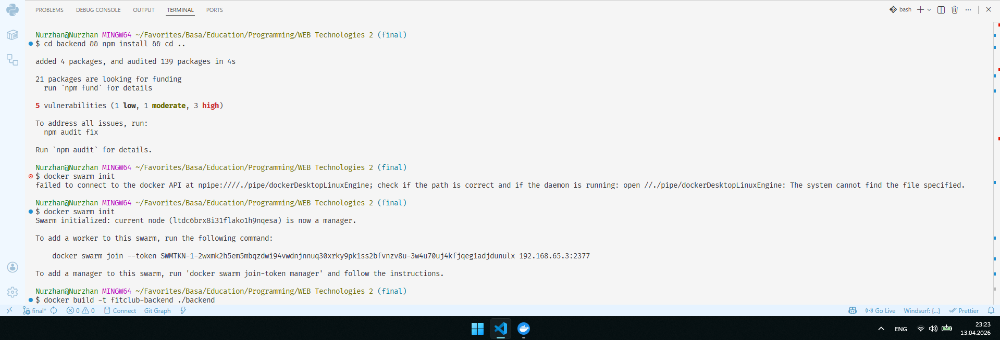 PROBLEMS DEBUG CONSOLE OUTPUT TERMINAL PORTS bash
Nurzhan@Nurzhan MINGW64 ~/Favorites/Basa/Education/Programming/WEB Technologies 2 (final)
$ cd backend && npm install && cd ..
added 4 packages, and audited 139 packages in 4s
21 packages are looking for funding
run `npm fund` for details
5 vulnerabilities (1 low, 1 moderate, 3 high)
To address all issues, run:
npm audit fix
Run `npm audit` for details.
Nurzhan@Nurzhan MINGW64 ~/Favorites/Basa/Education/Programming/WEB Technologies 2 (final)
$ docker swarm init
failed to connect to the docker API at npipe:////./pipe/dockerDesktopLinuxEngine; check if the path is correct and if the daemon is running: open //./pipe/dockerDesktopLinuxEngine: The system cannot find the file specified.
Nurzhan@Nurzhan MINGW64 ~/Favorites/Basa/Education/Programming/WEB Technologies 2 (final)
$ docker swarm init
Swarm initialized: current node (ltdc6brx8i31flako1h9nqesa) is now a manager.
To add a worker to this swarm, run the following command:
docker swarm join --token SWMTKN-1-2wxmk2h5em5mbqzdwi94vwdnjnnuq30xrky9pk1ss2bfvnzv8u-3w4u70uj4kfjqeg1adjdunulx 192.168.65.3:2377
To add a manager to this swarm, run 'docker swarm join-token manager' and follow the instructions.
Nurzhan@Nurzhan MINGW64 ~/Favorites/Basa/Education/Programming/WEB Technologies 2 (final)
$ docker build -t fitclub-backend ./backend
final* 0 0 Connect Git Graph Go Live Windsurf: {...} Prettier
ENG 23:23
13.04.2026